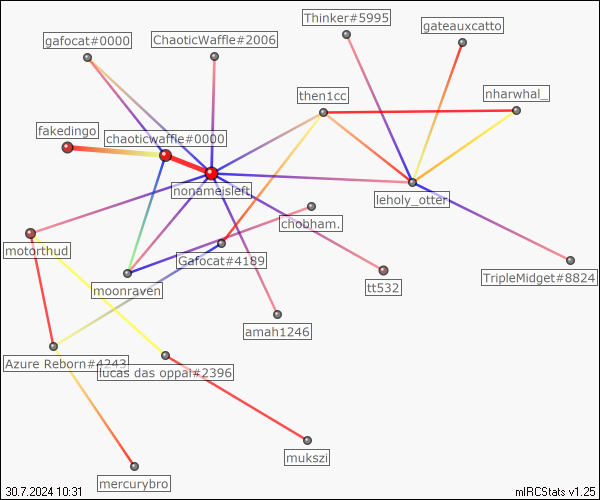 Thinker#5995
gateauxcatto
gafocat#0000
ChaoticWaffle#2006
then1cc
nharwhal_
fakedingo
chaoticwaffle#0000
nonameisleft
leholy_otter
chobham.
motorthud
Gafocat#4189
TripleMidget#8824
moonraven
tt532
amah1246
Azure Reborn#4243
lucas das oppai#2396
mukszi
mercurybro
30.7.2024 10:31
mIRCStats v1.25